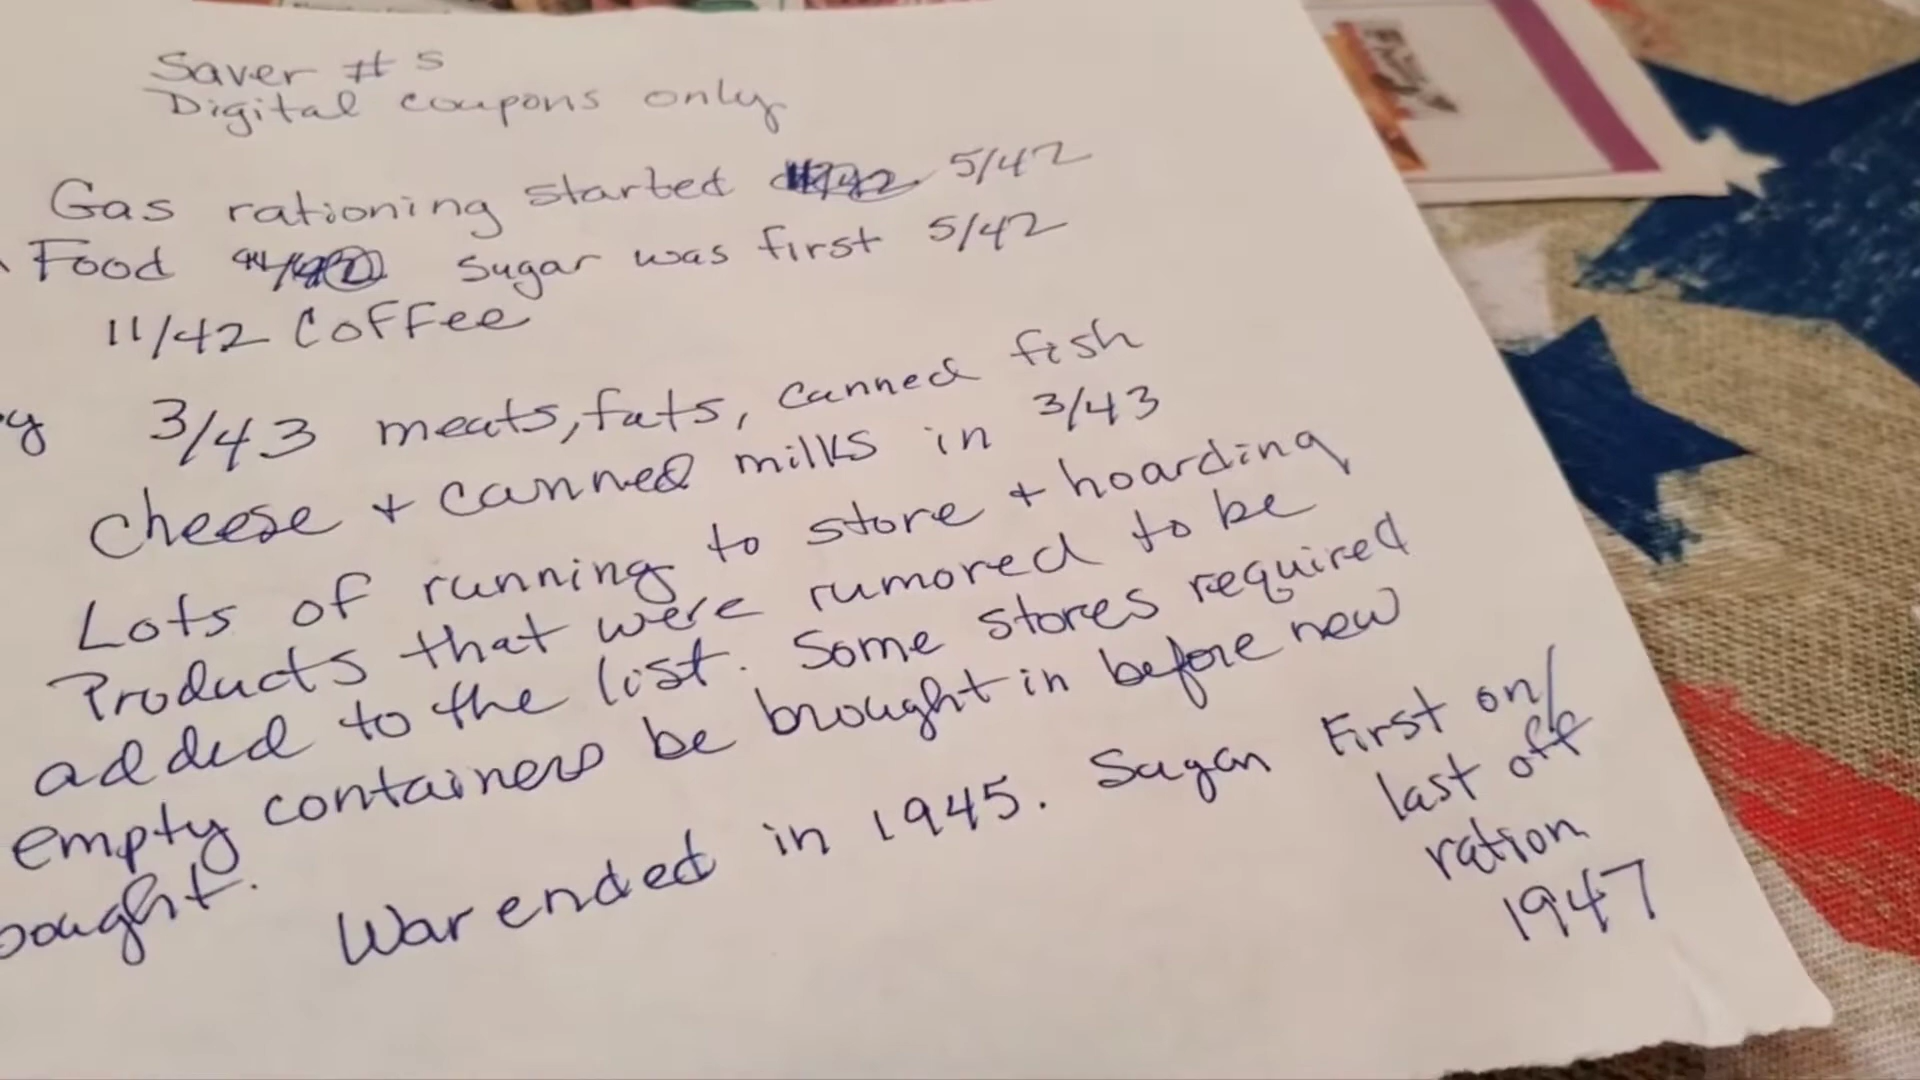 Saver # 5
Digital coupons only
Gas rationing started 5/42
Food sugar was first 5/42
11/42 Coffee
y 3/43 meats, fats, canned fish
cheese + canned milks in 3/43
Lots of running to store + hoarding
Products that were rumored to be
added to the list. Some stores required
empty containers be brought in before new
bought.
War ended in 1945. Sugar First on/
last off
ration
1947